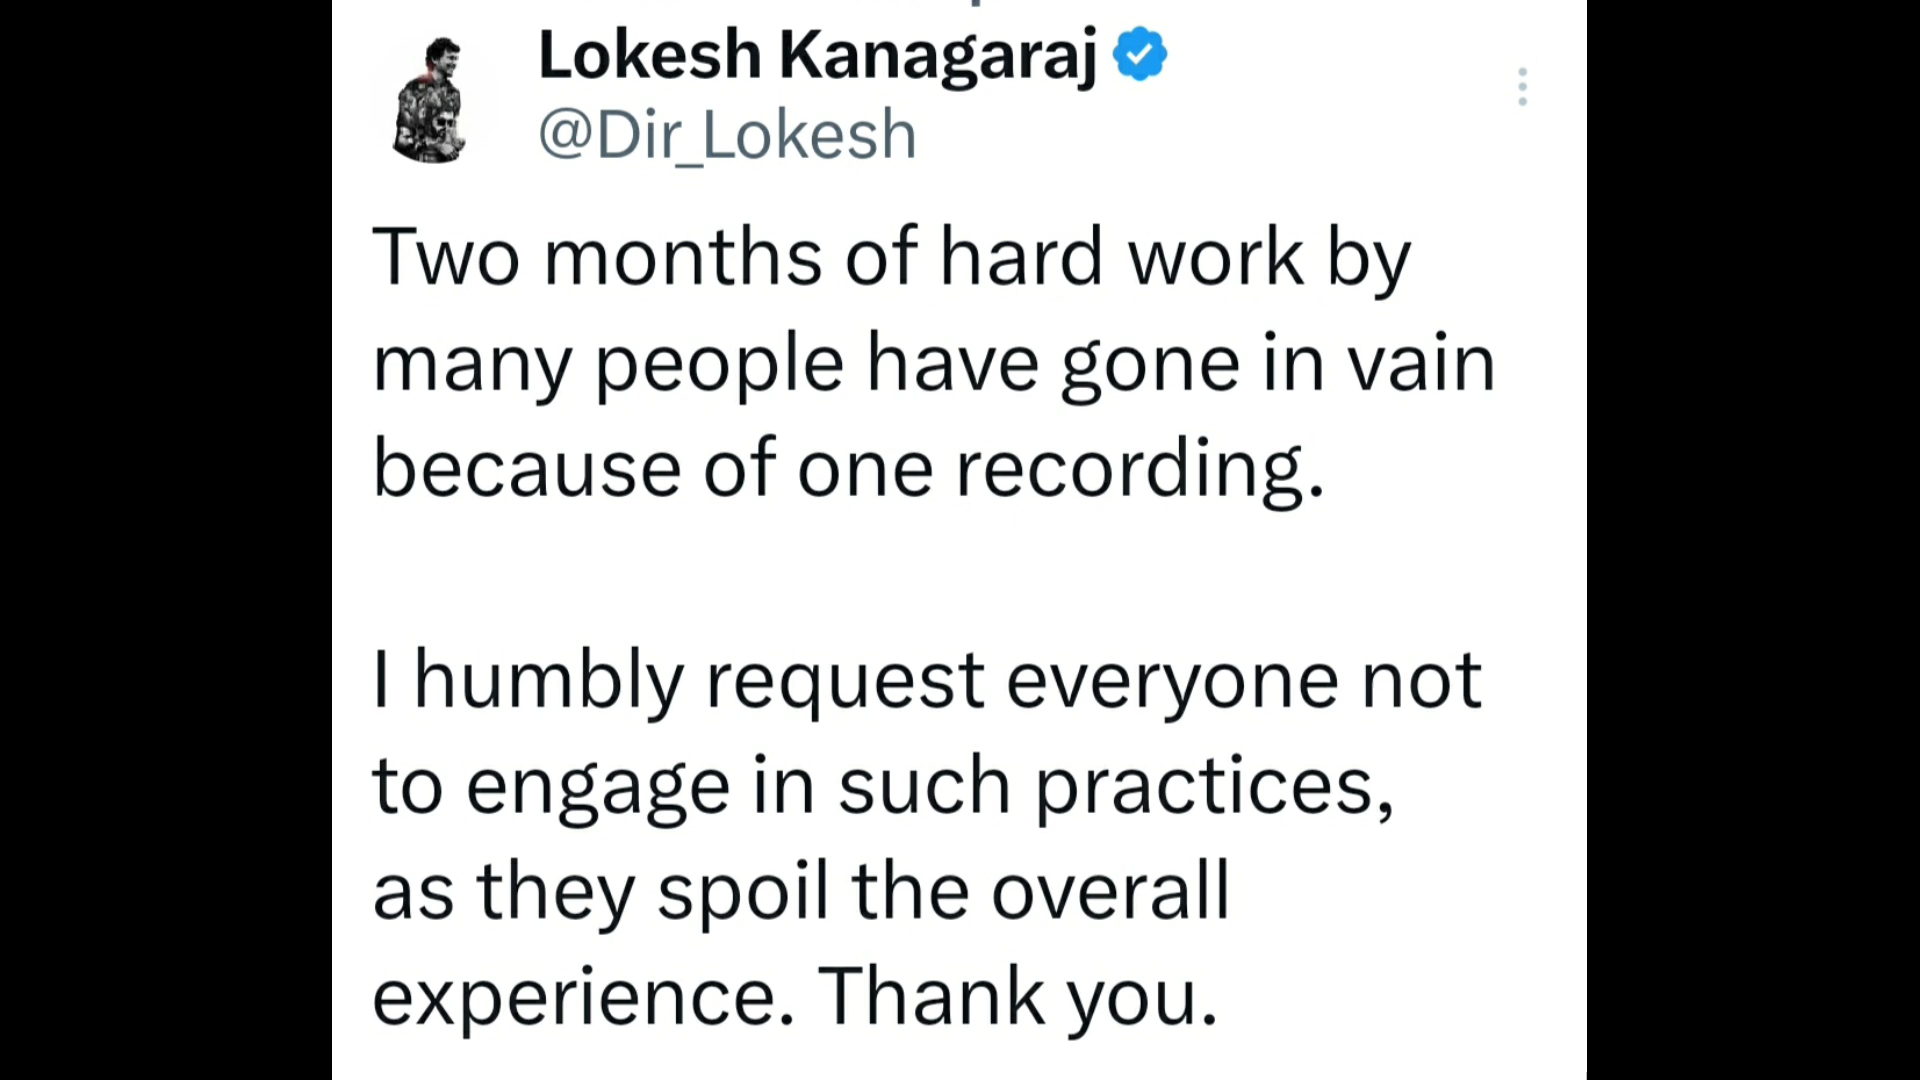 Lokesh Kanagaraj
@Dir_Lokesh
Two months of hard work by
many people have gone in vain
because of one recording.
I humbly request everyone not
to engage in such practices,
as they spoil the overall
experience. Thank you.